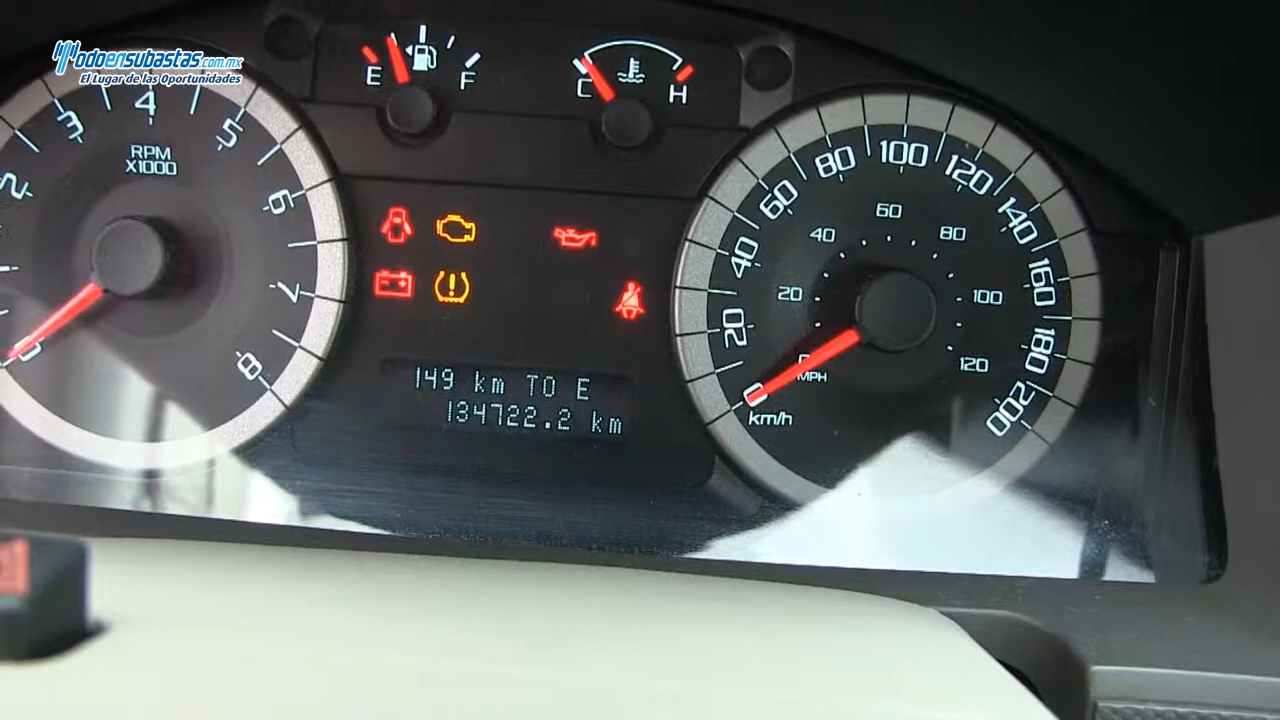 Todoensubastas.com.mx
El Lugar de las Oportunidades
E F
C H
0 2 3 4 5 6 7 8
RPM
X1000
0 20 40 60 80 100 120 140 160 180 200
km/h
0 20 40 60 80 100 120
MPH
149 km TO E
134722.2 km